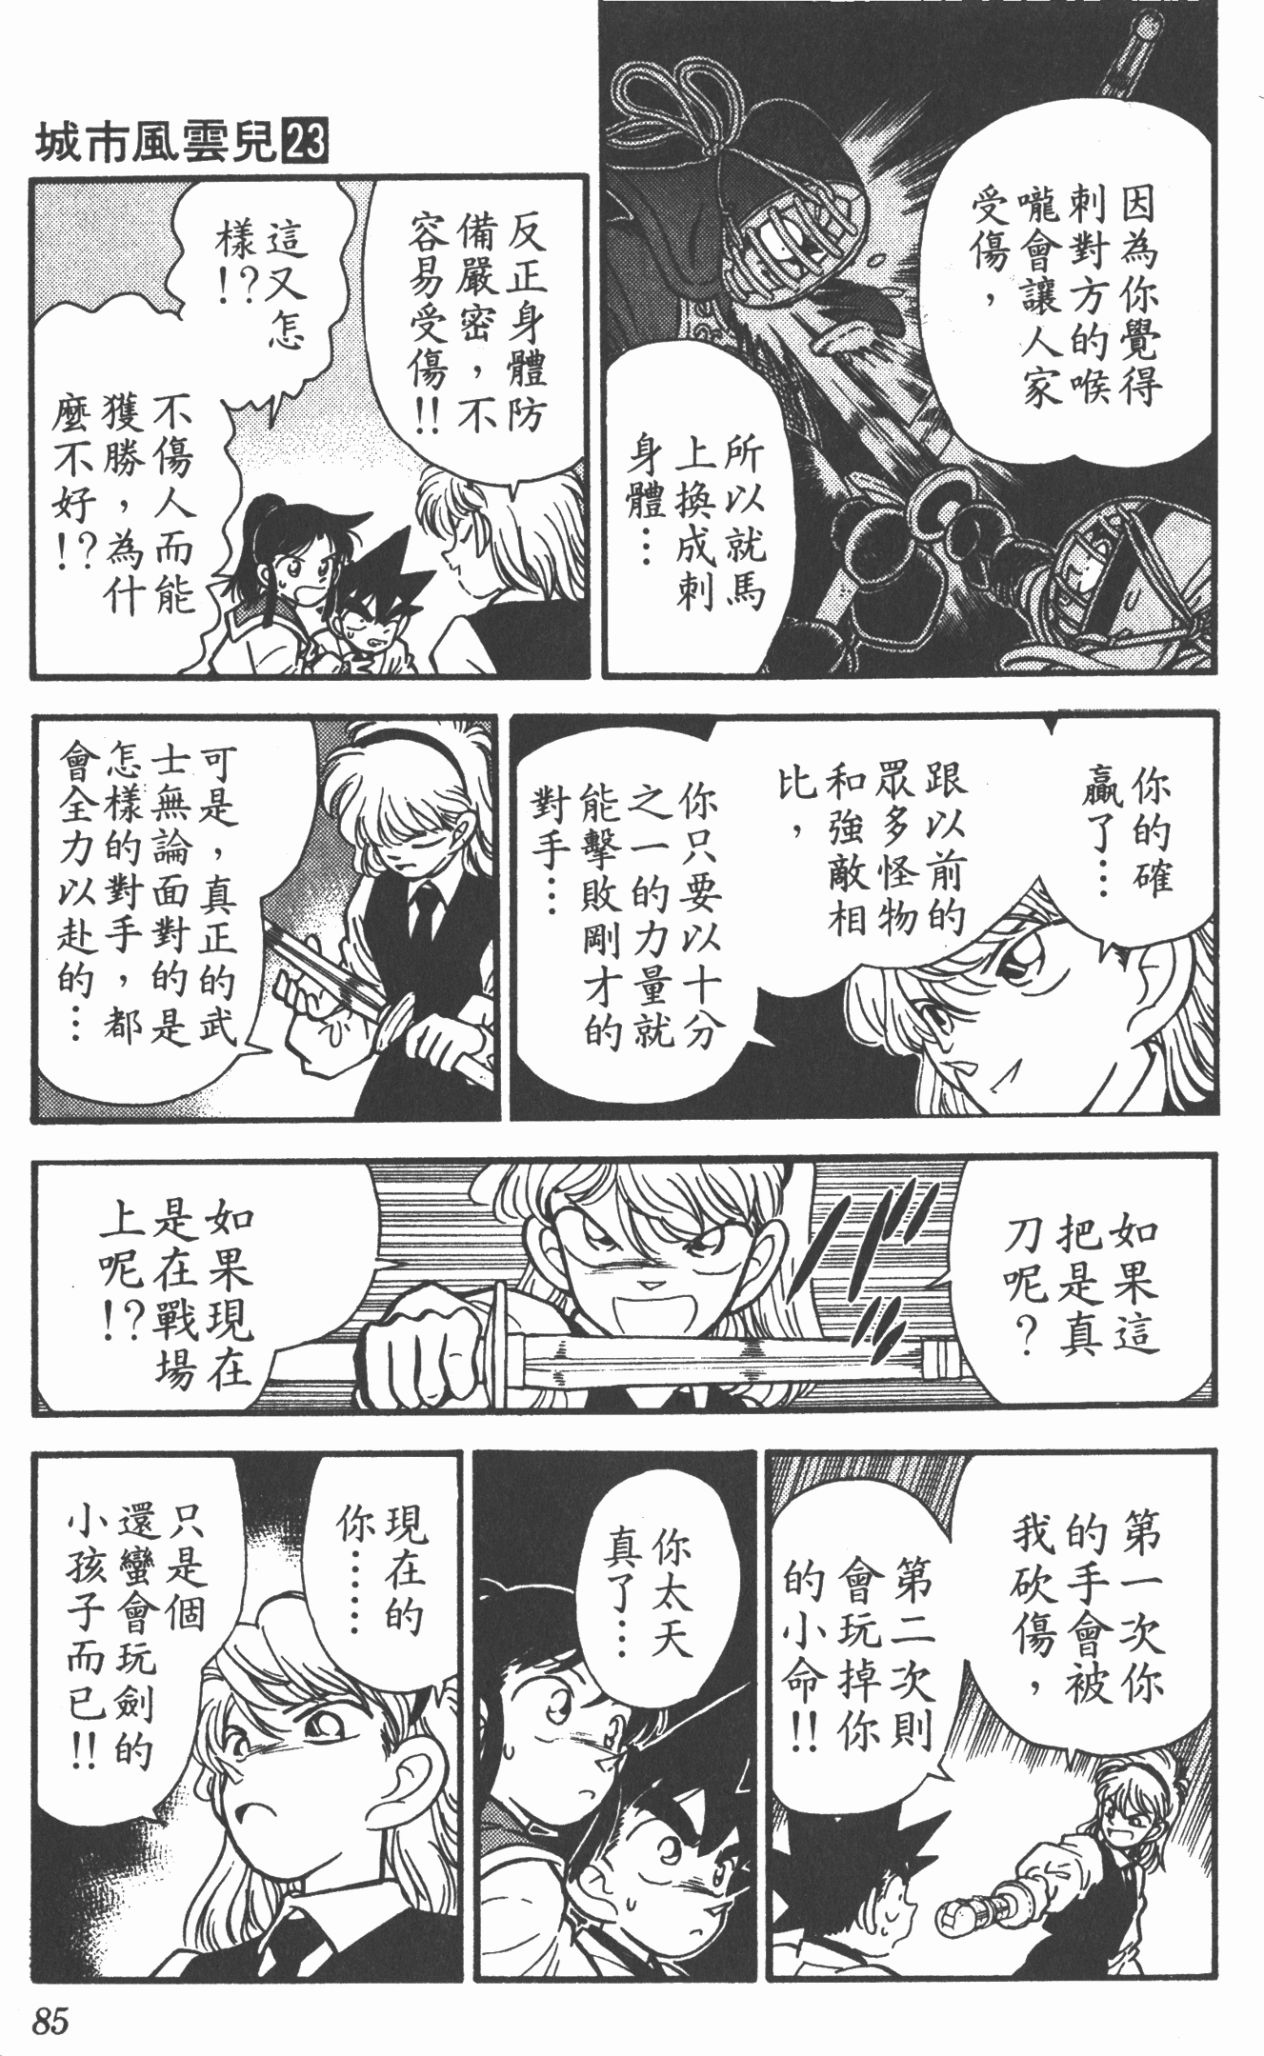 城市風雲兒23
因為你覺得
刺對方的喉
嚨會讓人家
受傷，
所以就馬
上換成刺
身體…
反正身體防
備嚴密，不
容易受傷!!
這又怎
樣!?
不傷人而能
獲勝，為什
麼不好!?
你的確
贏了…
跟以前的
眾多怪物
和強敵相
比，
你只要以十分
之一的力量就
能擊敗剛才的
對手…
可是，真正的武
士無論面對的是
怎樣的對手，都
會全力以赴的…
如果這
把是真
刀呢？
如果現在
是在戰場
上呢!?
第一次你
的手會被
我砍傷，
第二次則
會玩掉你
的小命!!
你太天
真了…
現在的
你……
只是個
還蠻會玩劍的
小孩子而已!!
85